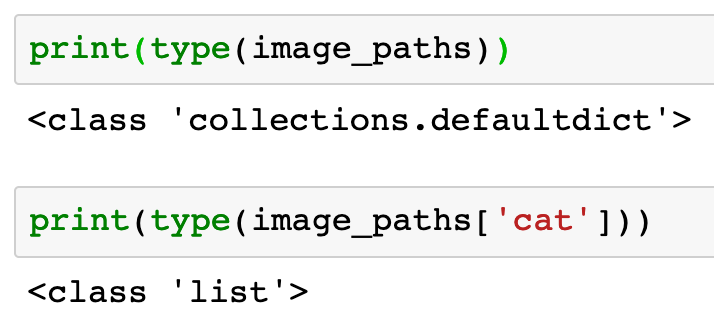 print(type(image_paths))
<class 'collections.defaultdict'>
print(type(image_paths['cat']))
<class 'list'>